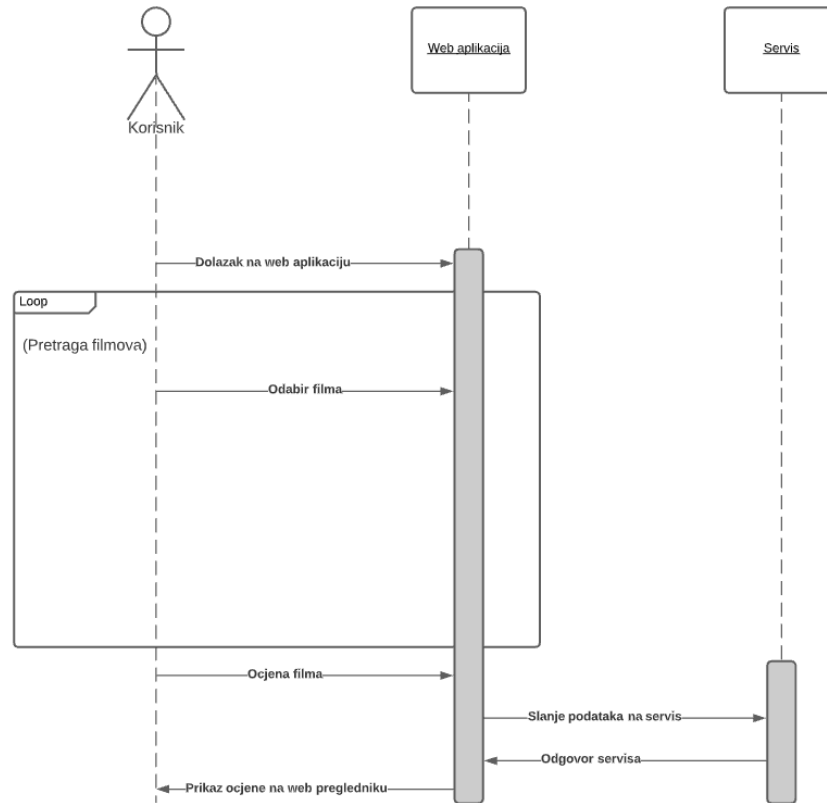 Web aplikacija
Servis
Korisnik
Dolazak na web aplikaciju
Loop
(Pretraga filmova)
Odabir filma
Ocjena filma
Slanje podataka na servis
Odgovor servisa
Prikaz ocjene na web pregledniku